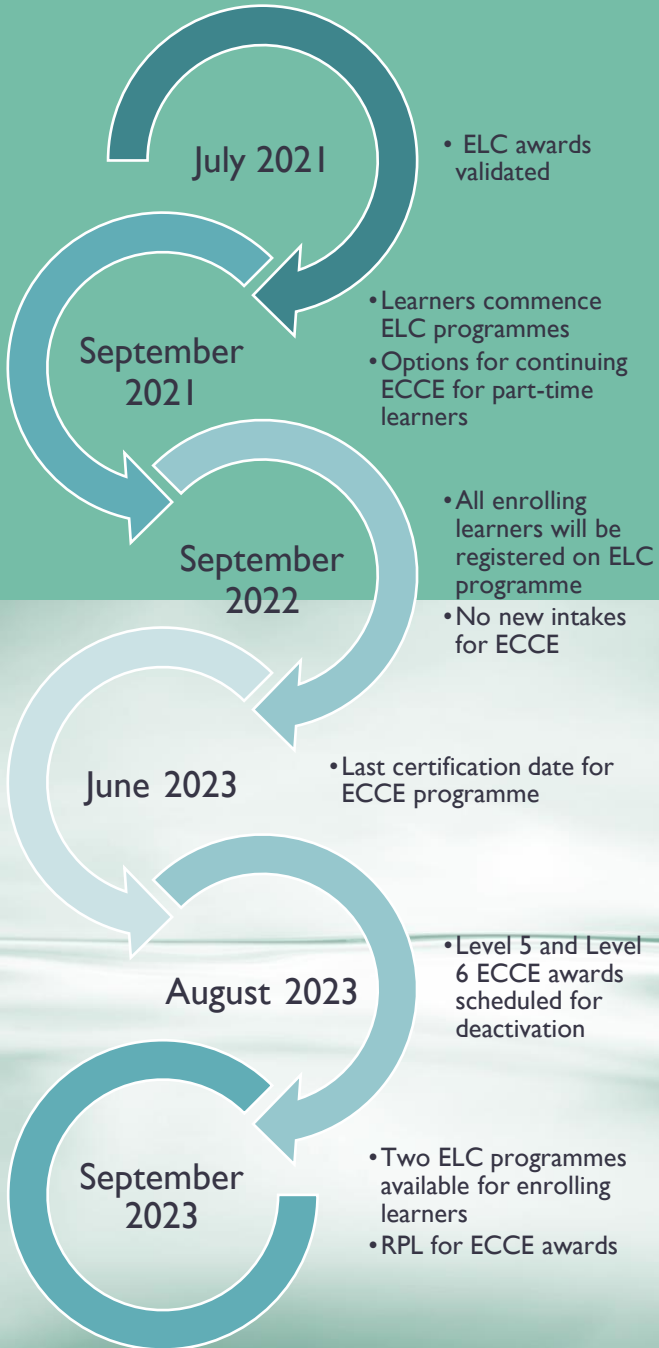 July 2021
• ELC awards
validated
September
2021
•Learners commence
ELC programmes
•Options for continuing
ECCE for part-time
learners
September
2022
•All enrolling
learners will be
registered on ELC
programme
•No new intakes
for ECCE
June 2023
•Last certification date for
ECCE programme
August 2023
•Level 5 and Level
6 ECCE awards
scheduled for
deactivation
September
2023
•Two ELC programmes
available for enrolling
learners
•RPL for ECCE awards